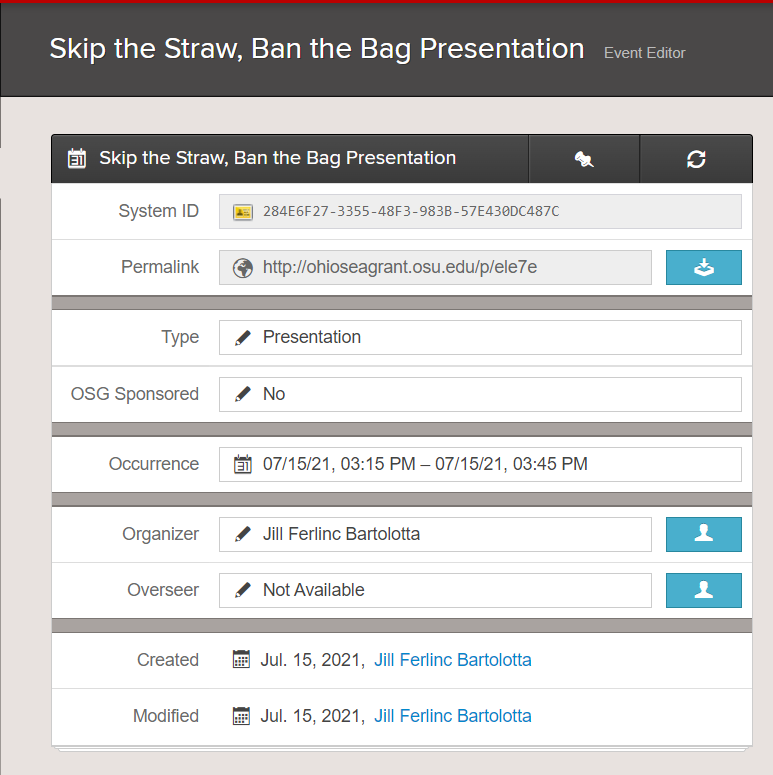 Skip the Straw, Ban the Bag Presentation Event Editor
31 Skip the Straw, Ban the Bag Presentation
System ID 284E6F27-3355-48F3-983B-57E430DC487C
Permalink http://ohioseagrant.osu.edu/p/ele7e
Type Presentation
OSG Sponsored No
Occurrence 31 07/15/21, 03:15 PM – 07/15/21, 03:45 PM
Organizer Jill Ferlinc Bartolotta
Overseer Not Available
Created Jul. 15, 2021, Jill Ferlinc Bartolotta
Modified Jul. 15, 2021, Jill Ferlinc Bartolotta